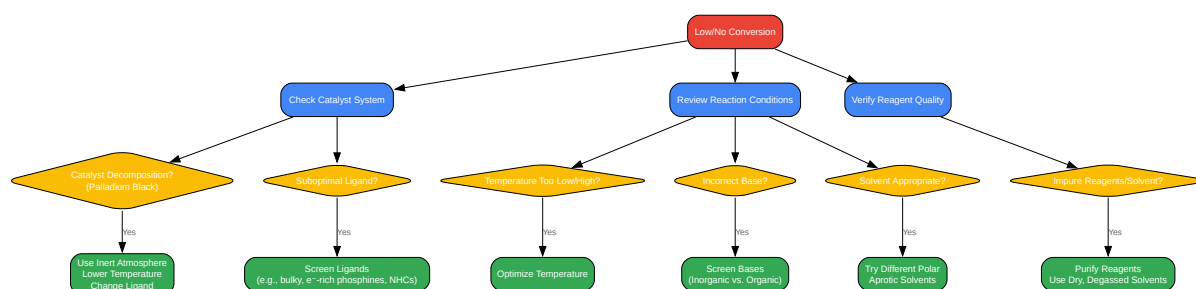 Low/No Conversion
Check Catalyst System
Review Reaction Conditions
Verify Reagent Quality
Catalyst Decomposition?
(Palladium Black)
Suboptimal Ligand?
Temperature Too Low/High?
Incorrect Base?
Solvent Appropriate?
Impure Reagents/Solvent?
Yes
Yes
Yes
Yes
Yes
Yes
Use Inert Atmosphere
Lower Temperature
Change Ligand
Screen Ligands
(e.g., bulky, e⁻-rich phosphines, NHCs)
Optimize Temperature
Screen Bases
(Inorganic vs. Organic)
Try Different Polar
Aprotic Solvents
Purify Reagents
Use Dry, Degassed Solvents